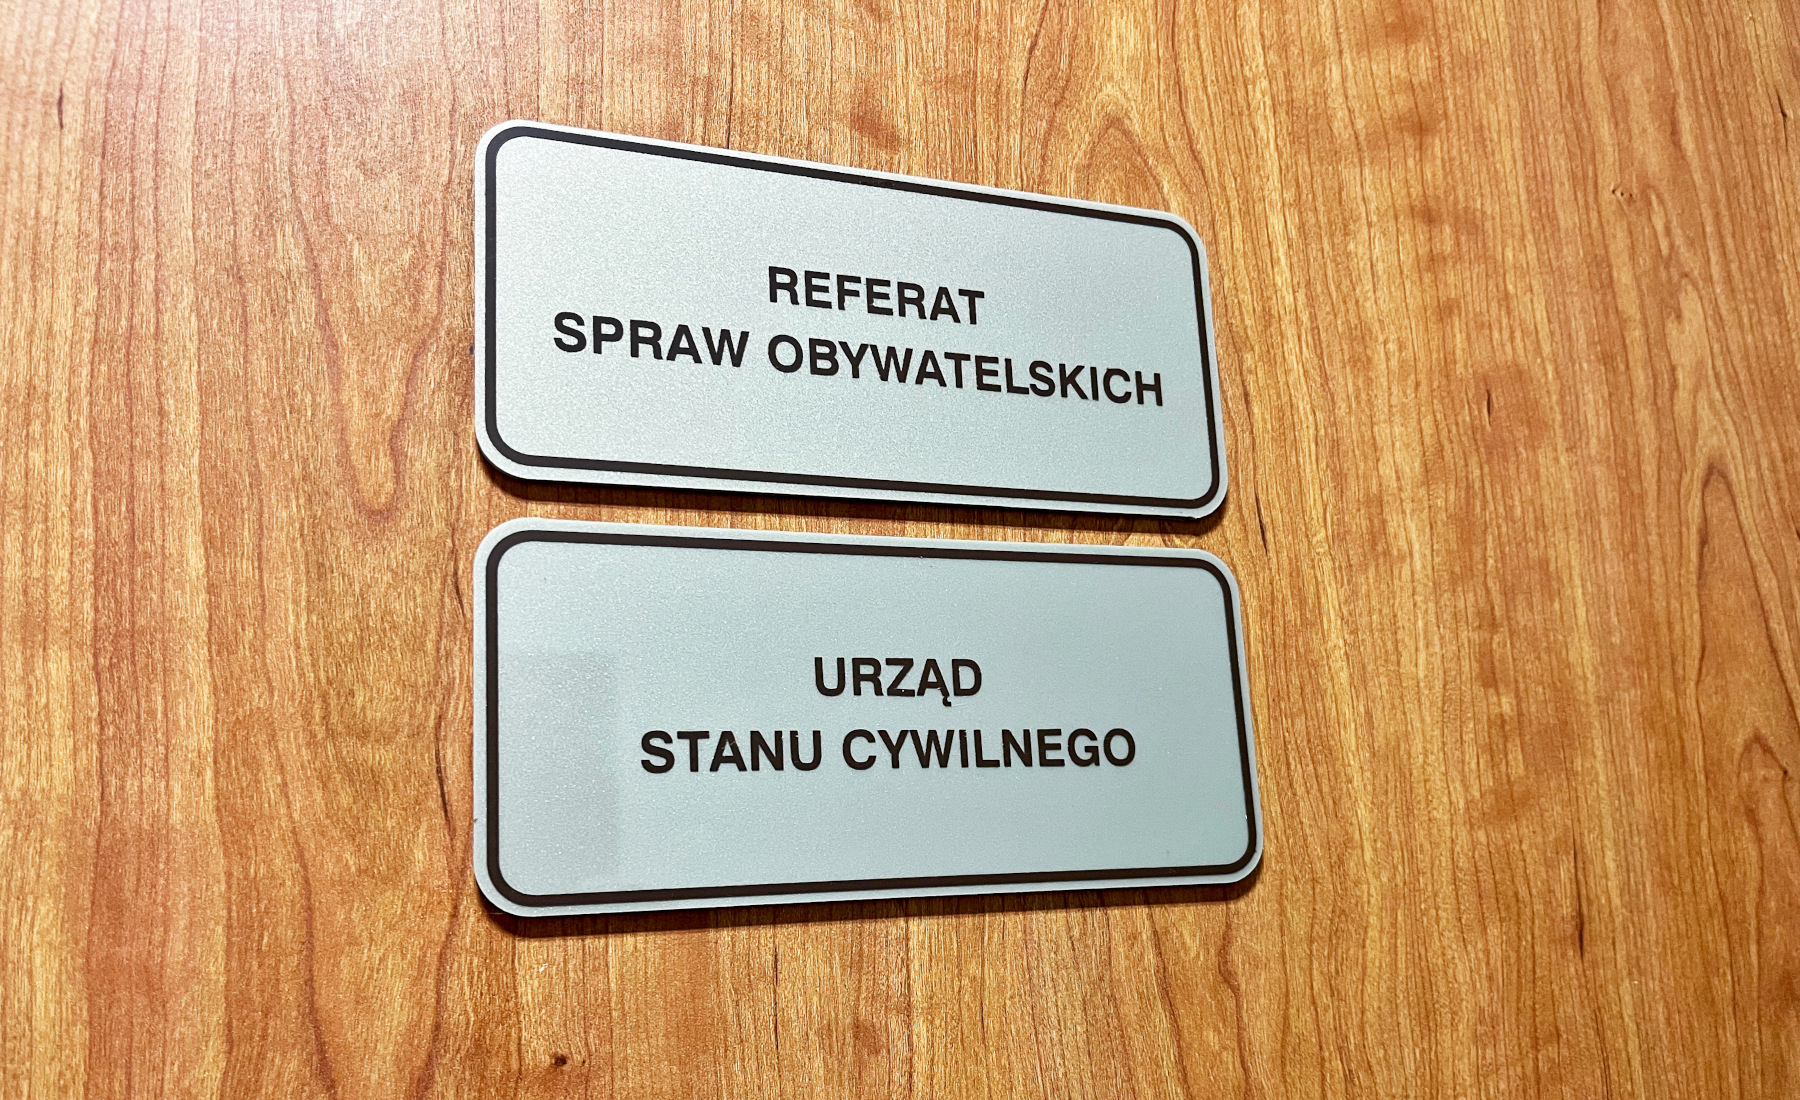 REFERAT
SPRAW OBYWATELSKICH
URZĄD
STANU CYWILNEGO